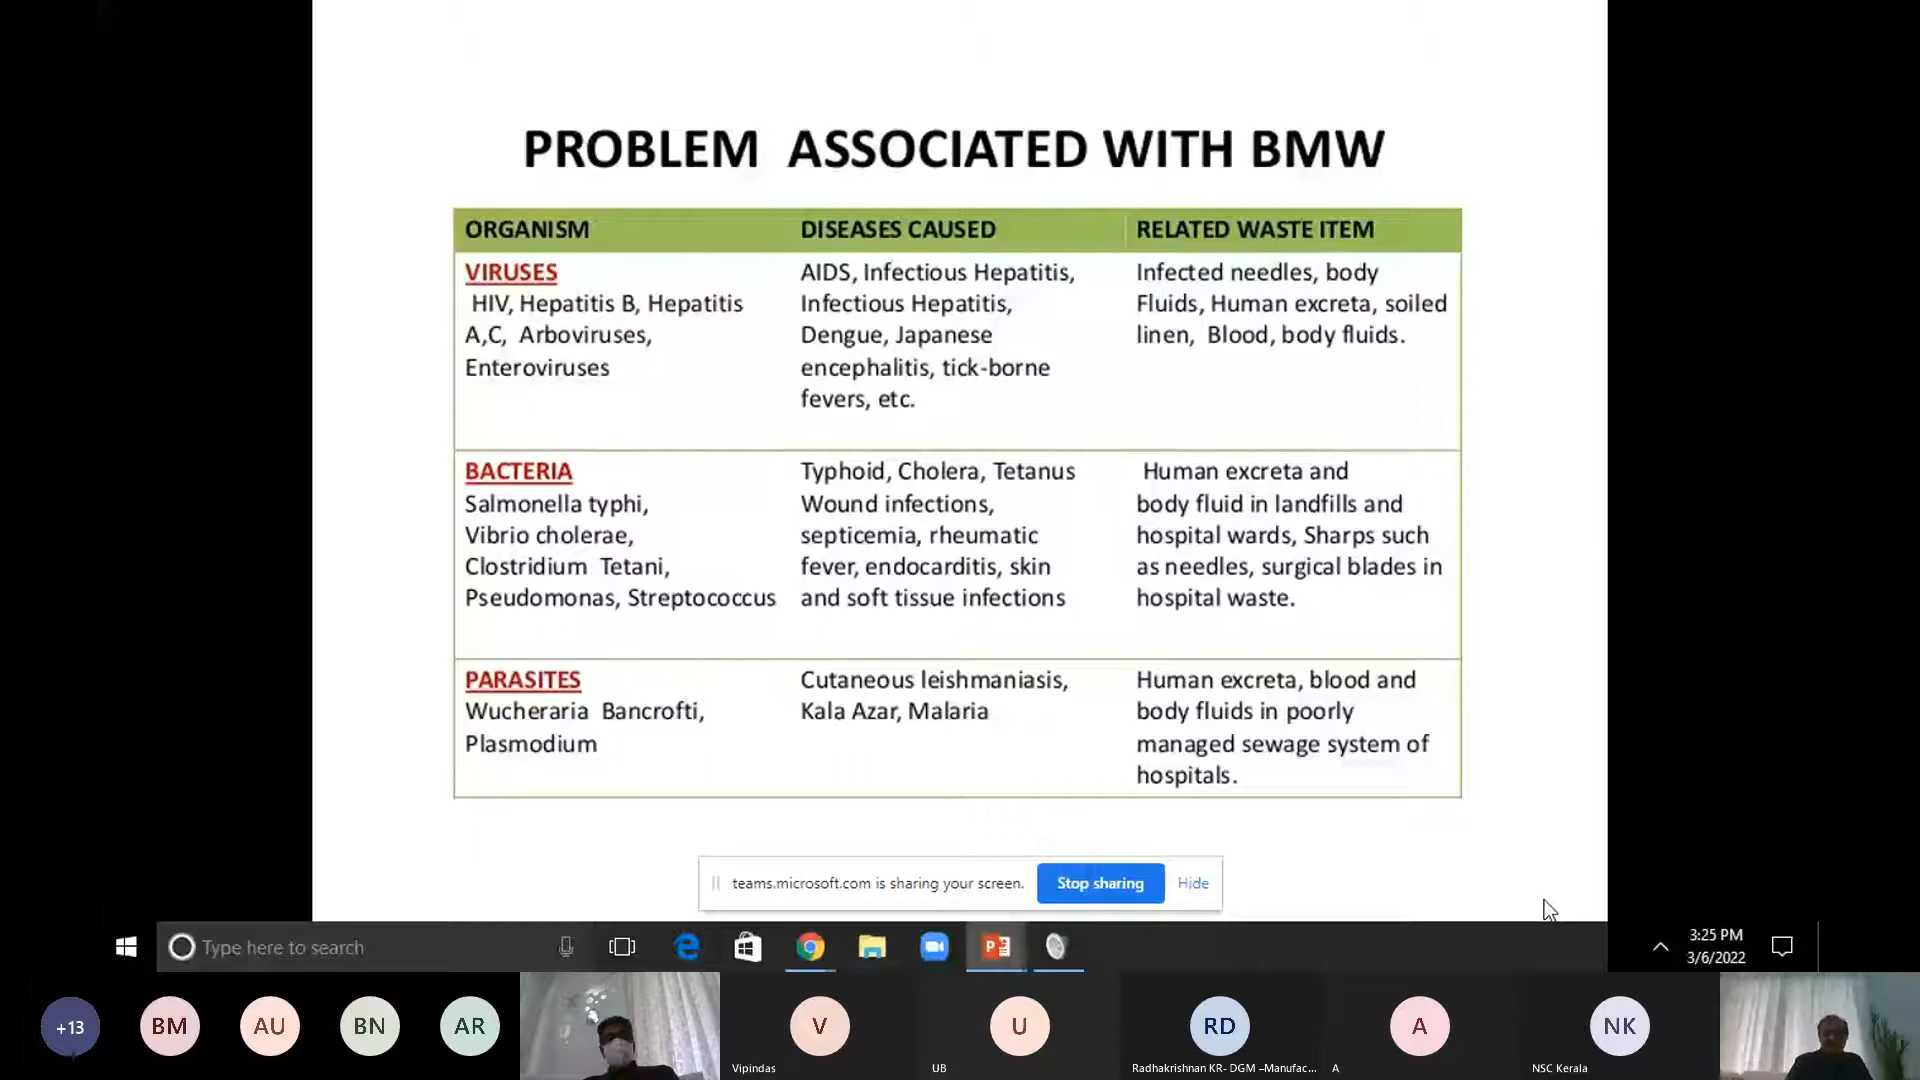 PROBLEM ASSOCIATED WITH BMW
ORGANISM
DISEASES CAUSED
RELATED WASTE ITEM
VIRUSES
HIV, Hepatitis B, Hepatitis
A,C, Arboviruses,
Enteroviruses
AIDS, Infectious Hepatitis,
Infectious Hepatitis,
Dengue, Japanese
encephalitis, tick-borne
fevers, etc.
Infected needles, body
Fluids, Human excreta, soiled
linen, Blood, body fluids.
BACTERIA
Salmonella typhi,
Vibrio cholerae,
Clostridium Tetani,
Pseudomonas, Streptococcus
Typhoid, Cholera, Tetanus
Wound infections,
septicemia, rheumatic
fever, endocarditis, skin
and soft tissue infections
Human excreta and
body fluid in landfills and
hospital wards, Sharps such
as needles, surgical blades in
hospital waste.
PARASITES
Wucheraria Bancrofti,
Plasmodium
Cutaneous leishmaniasis,
Kala Azar, Malaria
Human excreta, blood and
body fluids in poorly
managed sewage system of
hospitals.
teams.microsoft.com is sharing your screen.
Stop sharing
Hide
Type here to search
3:25 PM
3/6/2022
+13
BM
AU
BN
AR
V
Vipindas
U
UB
RD
Radhakrishnan KR- DGM –Manufac...
A
A
NK
NSC Kerala